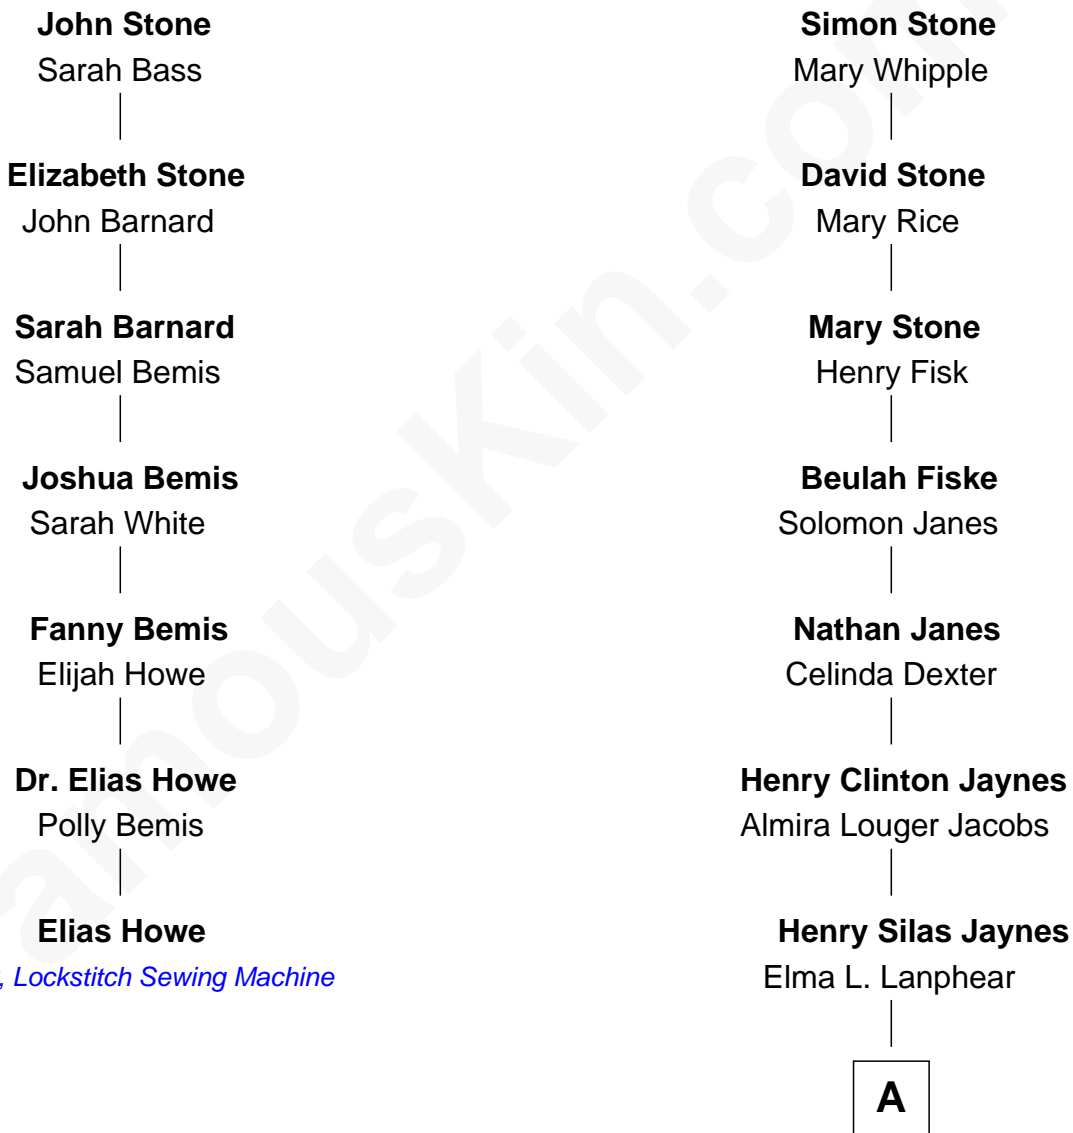 John Stone
Sarah Bass
Elizabeth Stone
John Barnard
Sarah Barnard
Samuel Bemis
Joshua Bemis
Sarah White
Fanny Bemis
Elijah Howe
Dr. Elias Howe
Polly Bemis
Elias Howe
, Lockstitch Sewing Machine
Simon Stone
Mary Whipple
David Stone
Mary Rice
Mary Stone
Henry Fisk
Beulah Fiske
Solomon Janes
Nathan Janes
Celinda Dexter
Henry Clinton Jaynes
Almira Louger Jacobs
Henry Silas Jaynes
Elma L. Lanphear
A
amouskin.com